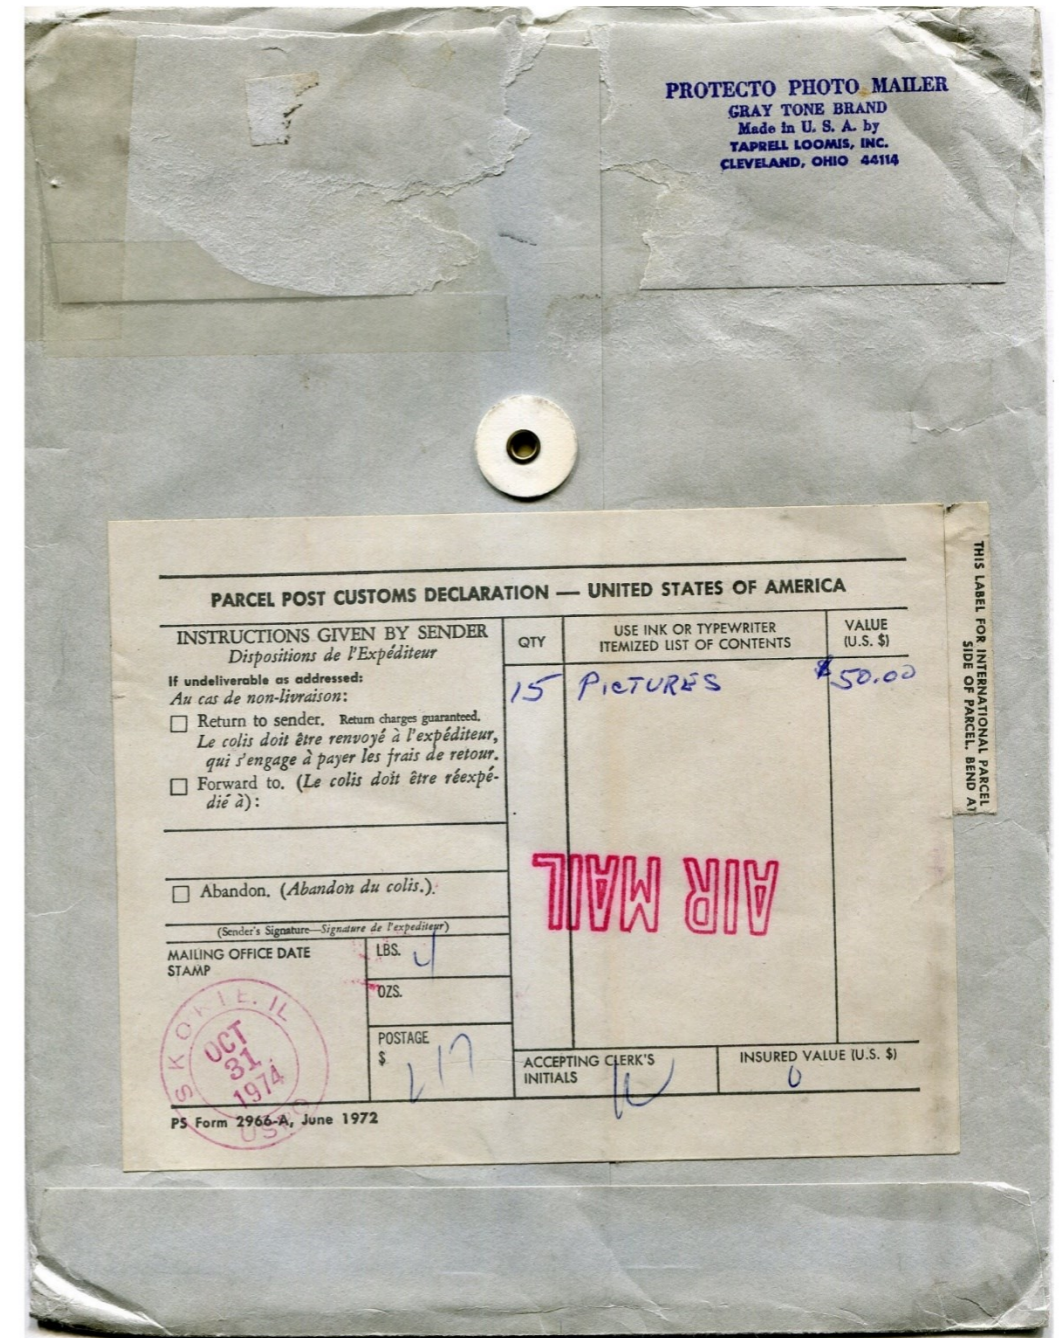 PROTECTO PHOTO MAILER
GRAY TONE BRAND
Made in U. S. A. by
TAPRELL LOOMIS, INC.
CLEVELAND, OHIO 44114
THIS LABEL FOR INTERNATIONAL PARCEL
SIDE OF PARCEL. BEND AT
PARCEL POST CUSTOMS DECLARATION — UNITED STATES OF AMERICA
INSTRUCTIONS GIVEN BY SENDER
Dispositions de l'Expéditeur
If undeliverable as addressed:
Au cas de non-livraison:
Return to sender. Return charges guaranteed.
Le colis doit être renvoyé à l'expéditeur,
qui s'engage à payer les frais de retour.
Forward to. (Le colis doit être réexpé-
dié à):
Abandon. (Abandon du colis.).
(Sender's Signature—Signature de l'expediteur)
QTY
USE INK OR TYPEWRITER
ITEMIZED LIST OF CONTENTS
VALUE
(U.S. $)
15 PICTURES $50.00
AIR MAIL
MAILING OFFICE DATE
STAMP
SKOKIE, IL
OCT
31
1974
USPO
LBS.
OZS.
POSTAGE
$
ACCEPTING CLERK'S
INITIALS
INSURED VALUE (U.S. $)
0
PS Form 2966-A, June 1972